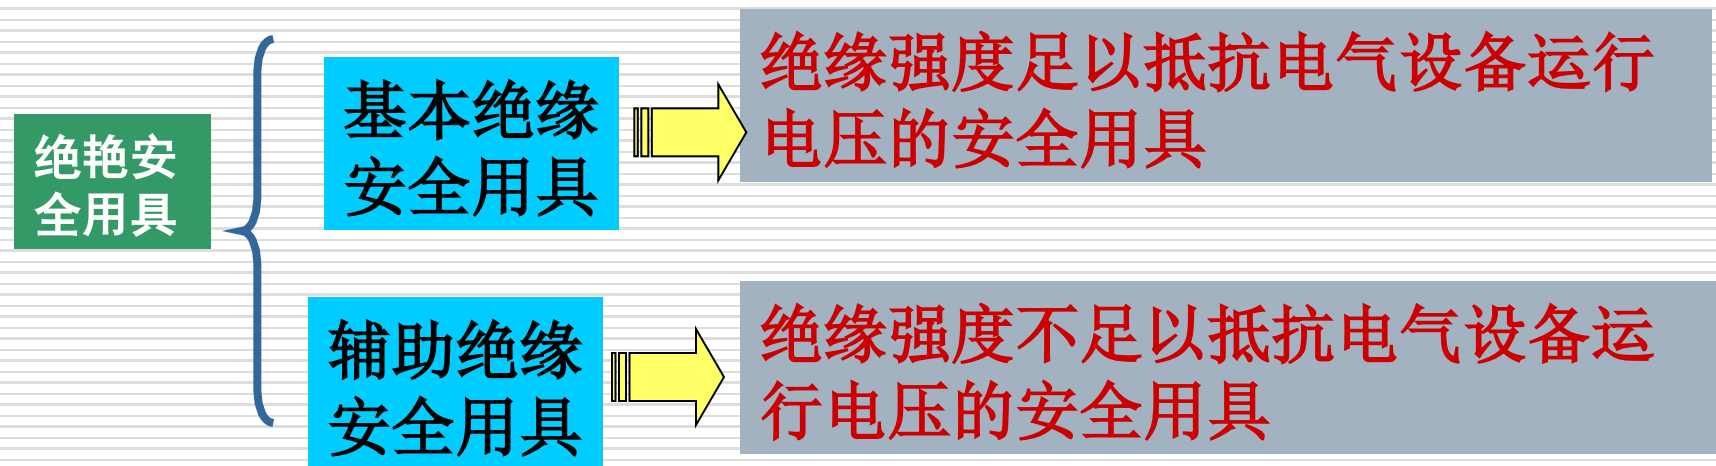 绝艳安
全用具
基本绝缘
安全用具
绝缘强度足以抵抗电气设备运行
电压的安全用具
辅助绝缘
安全用具
绝缘强度不足以抵抗电气设备运
行电压的安全用具